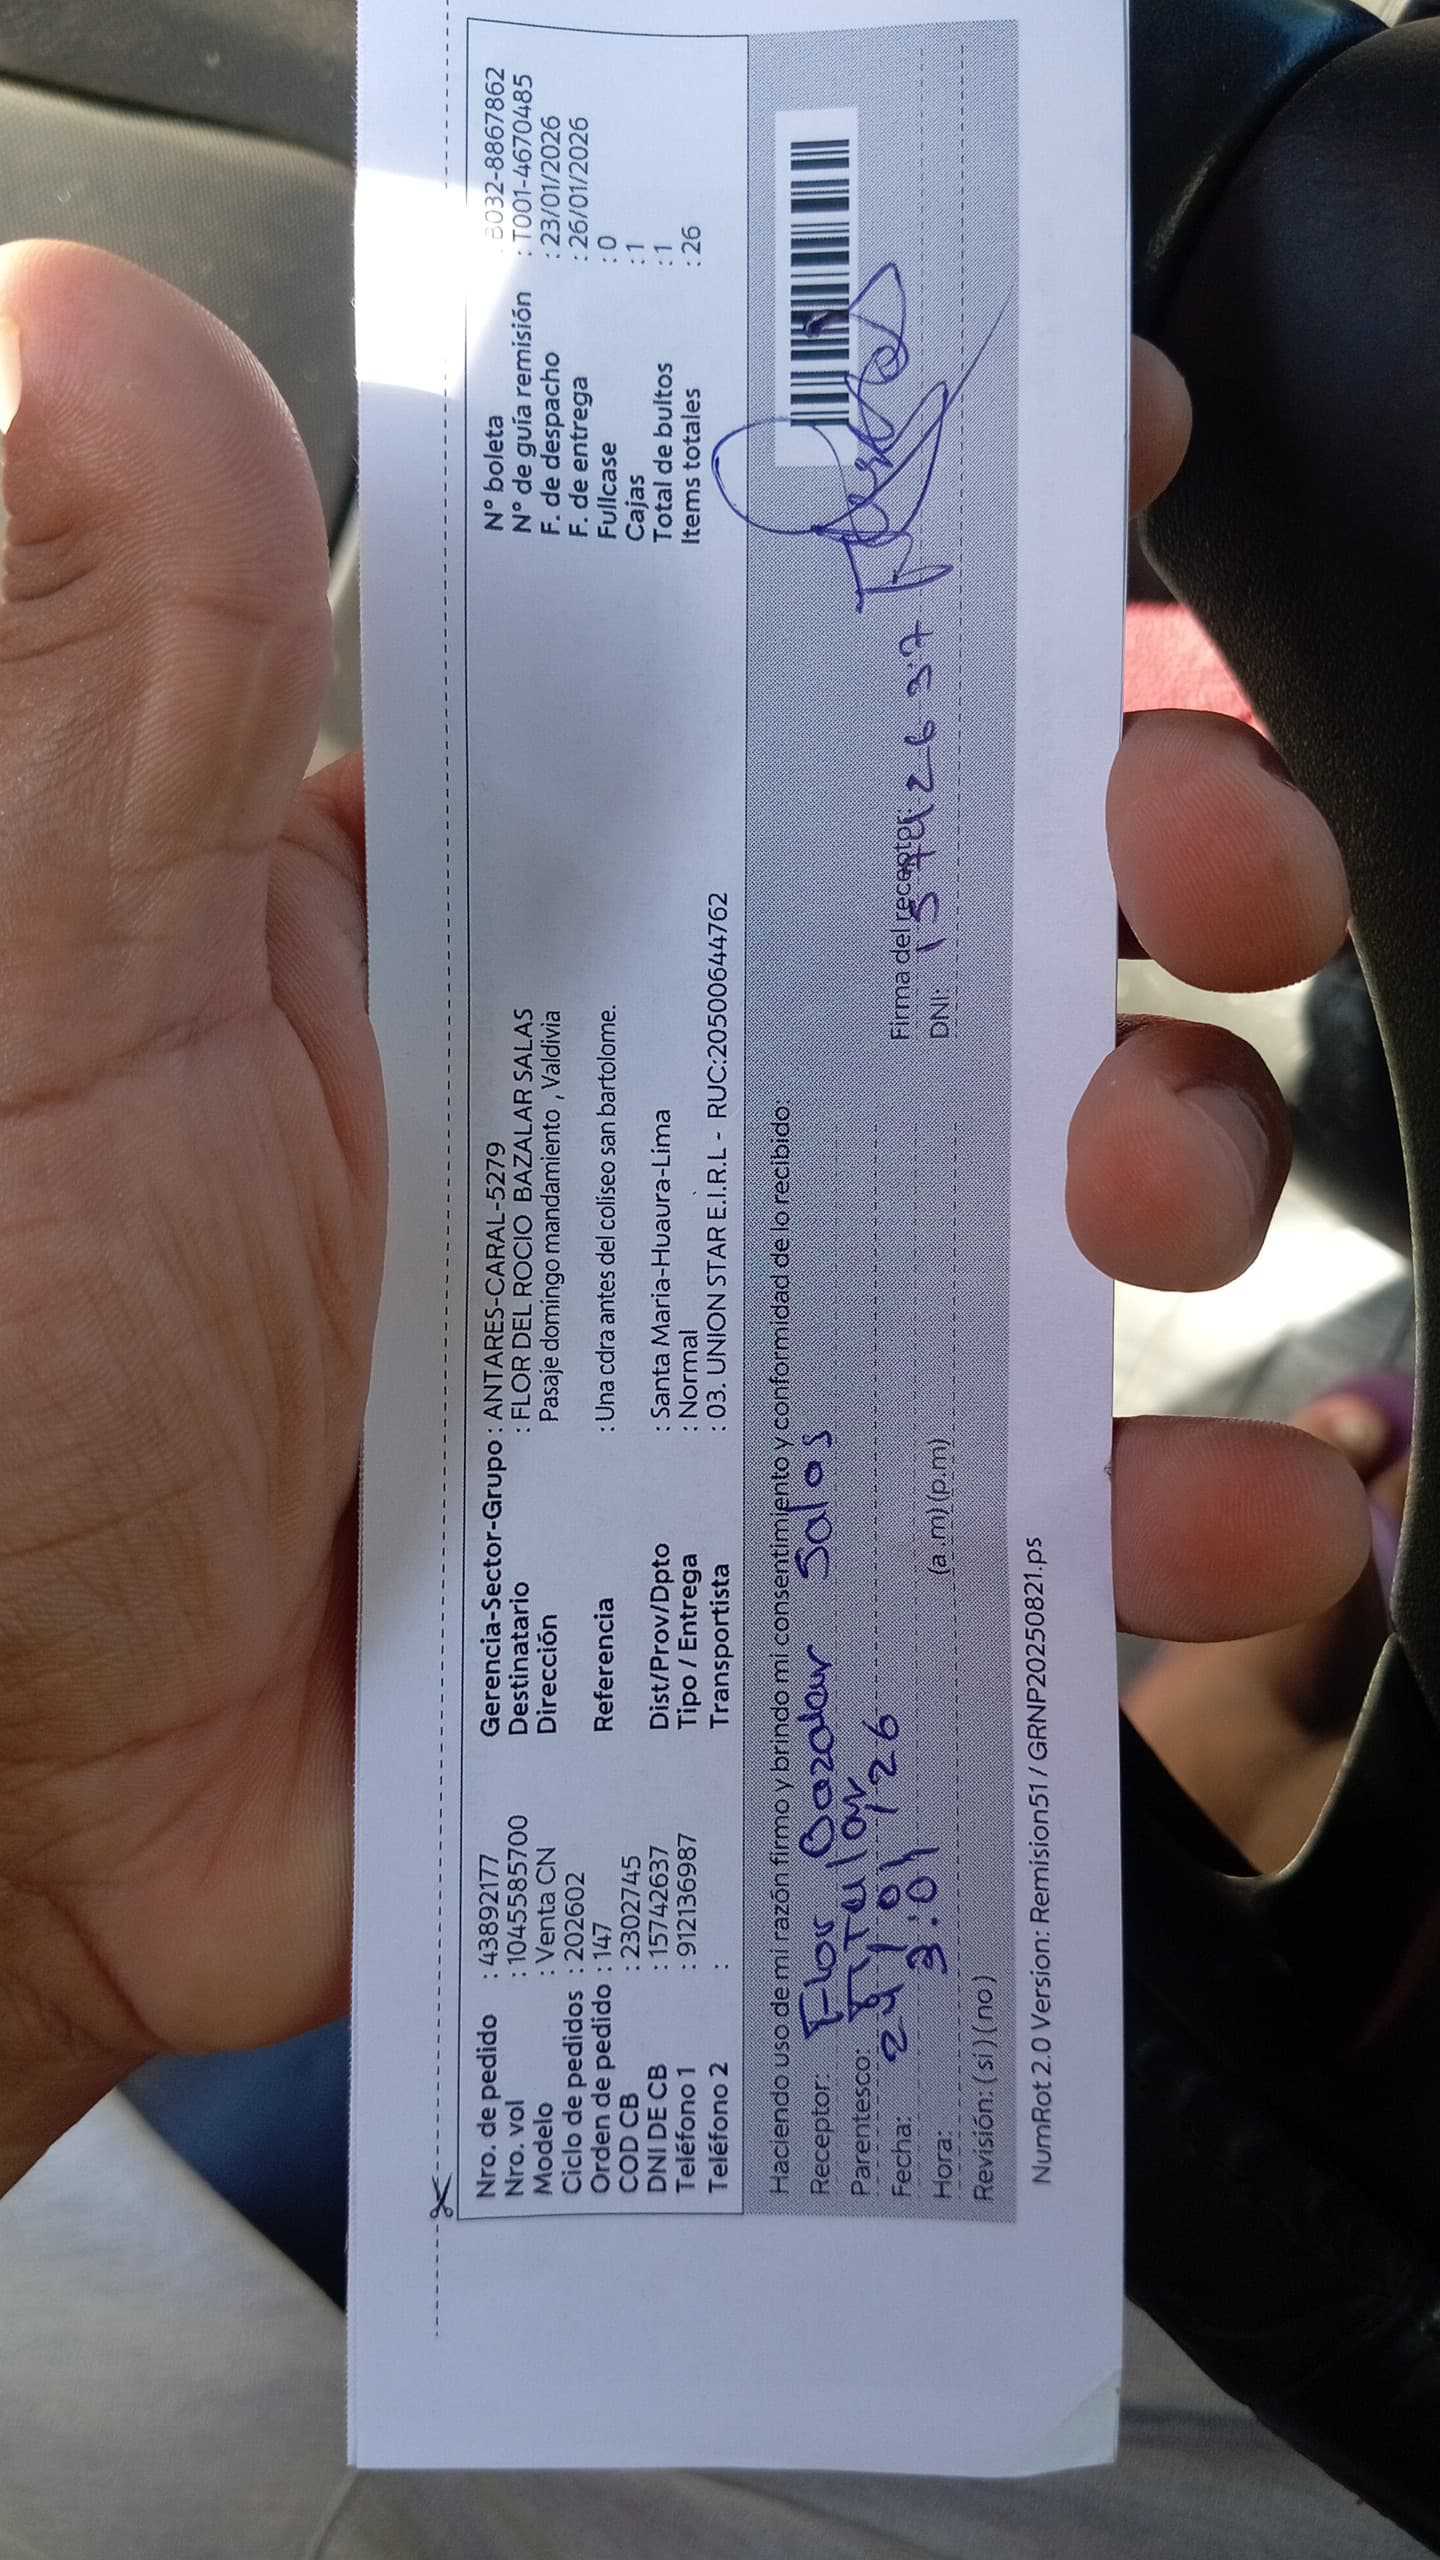 Nro. de pedido : 43892177
Nro. vol : 10455885700
Modelo : Venta CN
Ciclo de pedidos : 202602
Orden de pedido : 147
COD CB : 2302745
DNI DE CB : 15742637
Teléfono 1 : 912136987
Teléfono 2 :
Gerencia-Sector-Grupo : ANTARES-CARAL-5279
Destinatario : FLOR DEL ROCIO BAZALAR SALAS
Dirección Pasaje domingo mandamiento , Valdivia
Referencia : Una cdra antes del coliseo san bartolome.
Dist/Prov/Dpto : Santa Maria-Huaura-Lima
Tipo / Entrega : Normal
Transportista : 03. UNION STAR E.I.R.L - RUC:20500644762
N° boleta : B032-8867862
N° de guía remisión : T001-4670485
F. de despacho : 23/01/2026
F. de entrega : 26/01/2026
Fullcase : 0
Cajas : 1
Total de bultos : 1
Items totales : 26
Haciendo uso de mi razón firmo y brindo mi consentimiento y conformidad de lo recibido:
Receptor: Flor Bazalar Salas
Parentesco: Titular
Fecha: 24/01/26
Hora: 3:01 (a.m) (p.m)
Revisión: (si) (no)
Firma del receptor:
DNI: 15742637
NumRot 2.0 Version: Remision51 / GRNP20250821.ps